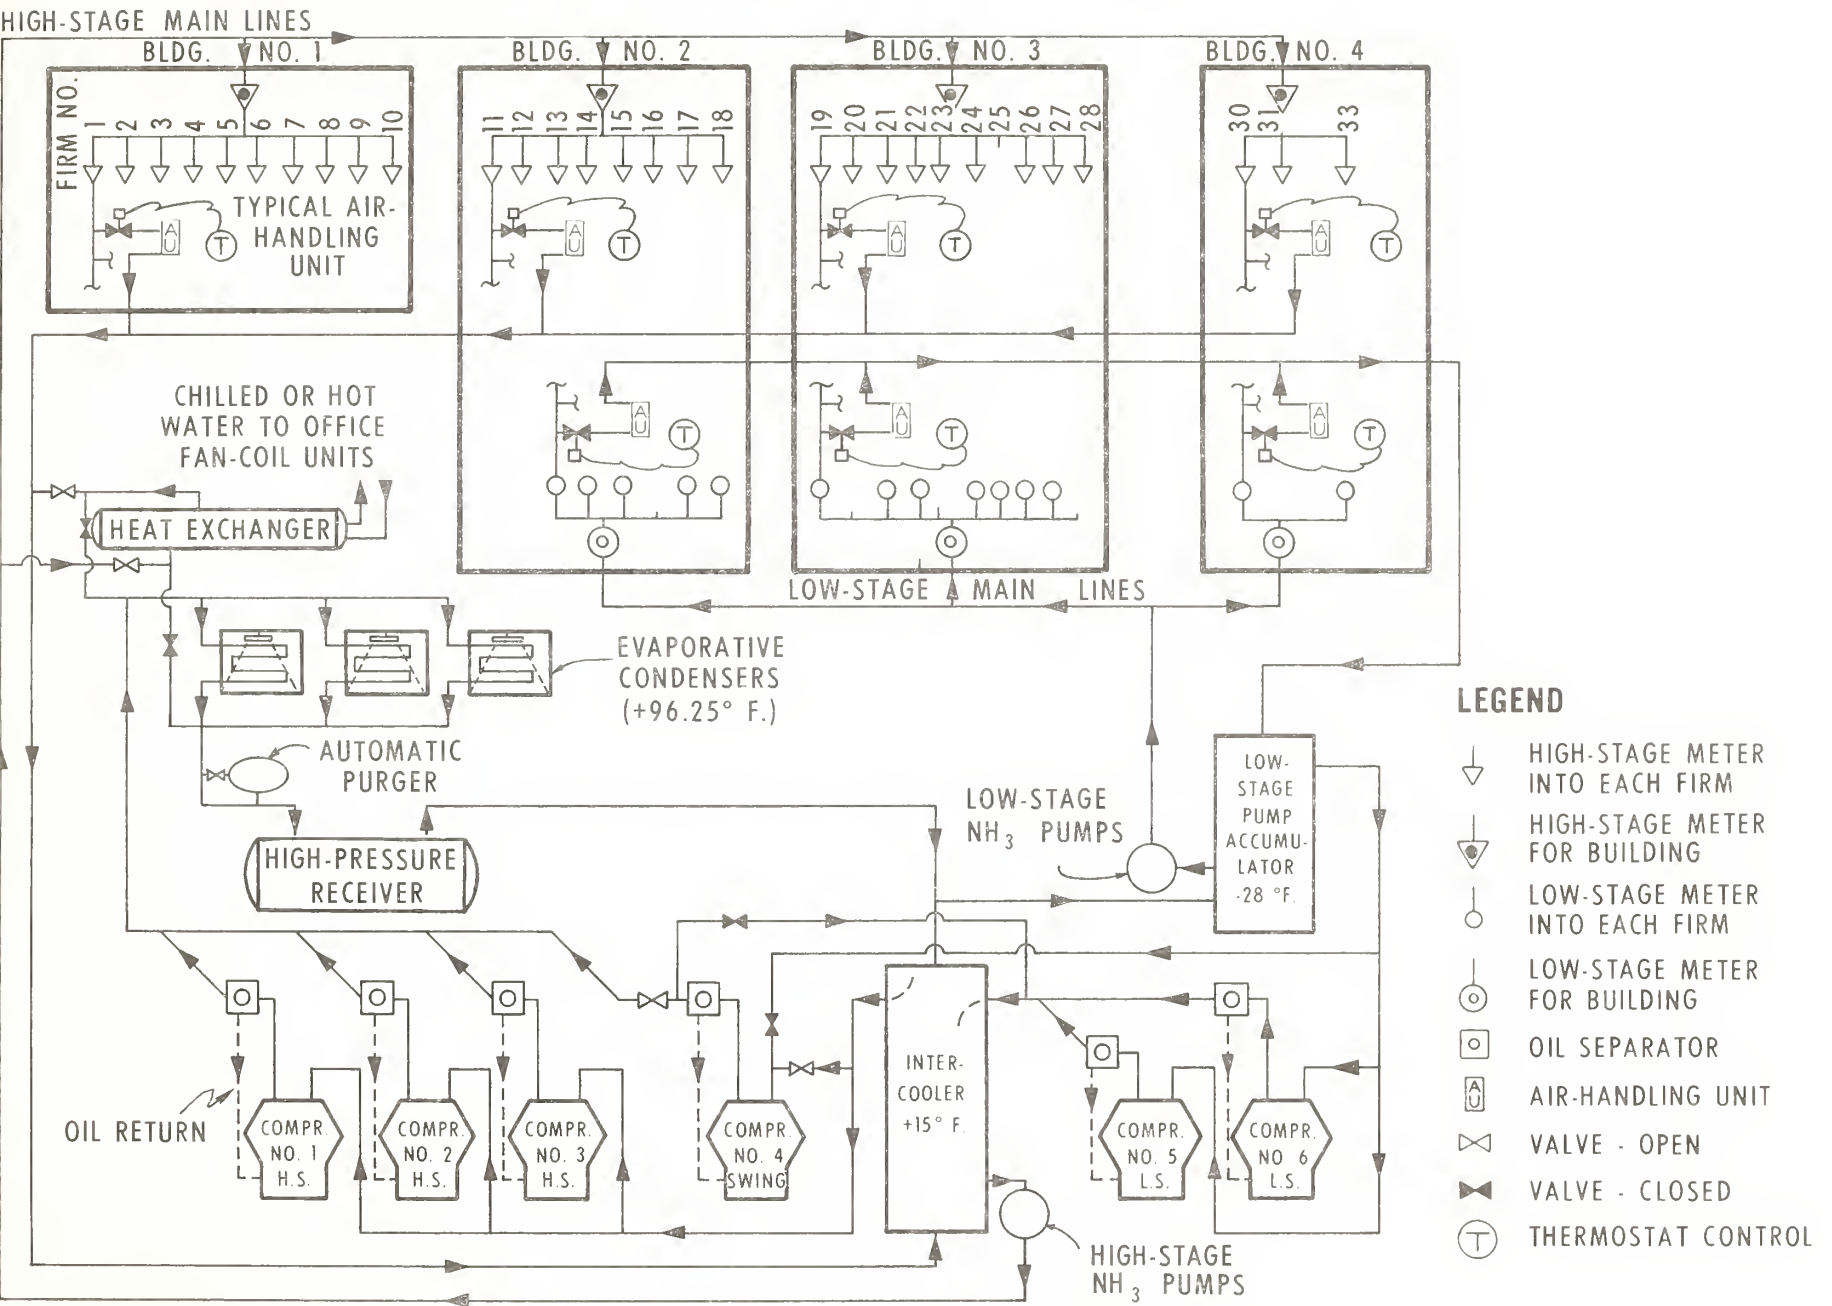 HIGH-STAGE MAIN LINES
BLDG. NO. 1
BLDG. NO. 2
BLDG. NO. 3
BLDG. NO. 4
FIRM NO.
1 2 3 4 5 6 7 8 9 10
11 12 13 14 15 16 17 18
19 20 21 22 23 24 25 26 27 28
30 31 33
TYPICAL AIR-
HANDLING
UNIT
A
U
T
A
U
T
A
U
T
A
U
T
CHILLED OR HOT
WATER TO OFFICE
FAN-COIL UNITS
A
U
T
A
U
T
A
U
T
HEAT EXCHANGER
LOW-STAGE MAIN LINES
EVAPORATIVE
CONDENSERS
(+96.25° F.)
AUTOMATIC
PURGER
HIGH-PRESSURE
RECEIVER
LOW-STAGE
NH3 PUMPS
LOW-
STAGE
PUMP
ACCUMU-
LATOR
-28 °F.
INTER-
COOLER
+15° F.
OIL RETURN
COMPR.
NO. 1
H.S.
COMPR.
NO. 2
H.S.
COMPR.
NO. 3
H.S.
COMPR.
NO. 4
SWING
COMPR.
NO. 5
L.S.
COMPR.
NO 6
L.S.
HIGH-STAGE
NH3 PUMPS
LEGEND
HIGH-STAGE METER
INTO EACH FIRM
HIGH-STAGE METER
FOR BUILDING
LOW-STAGE METER
INTO EACH FIRM
LOW-STAGE METER
FOR BUILDING
OIL SEPARATOR
A
U
AIR-HANDLING UNIT
VALVE - OPEN
VALVE - CLOSED
T
THERMOSTAT CONTROL